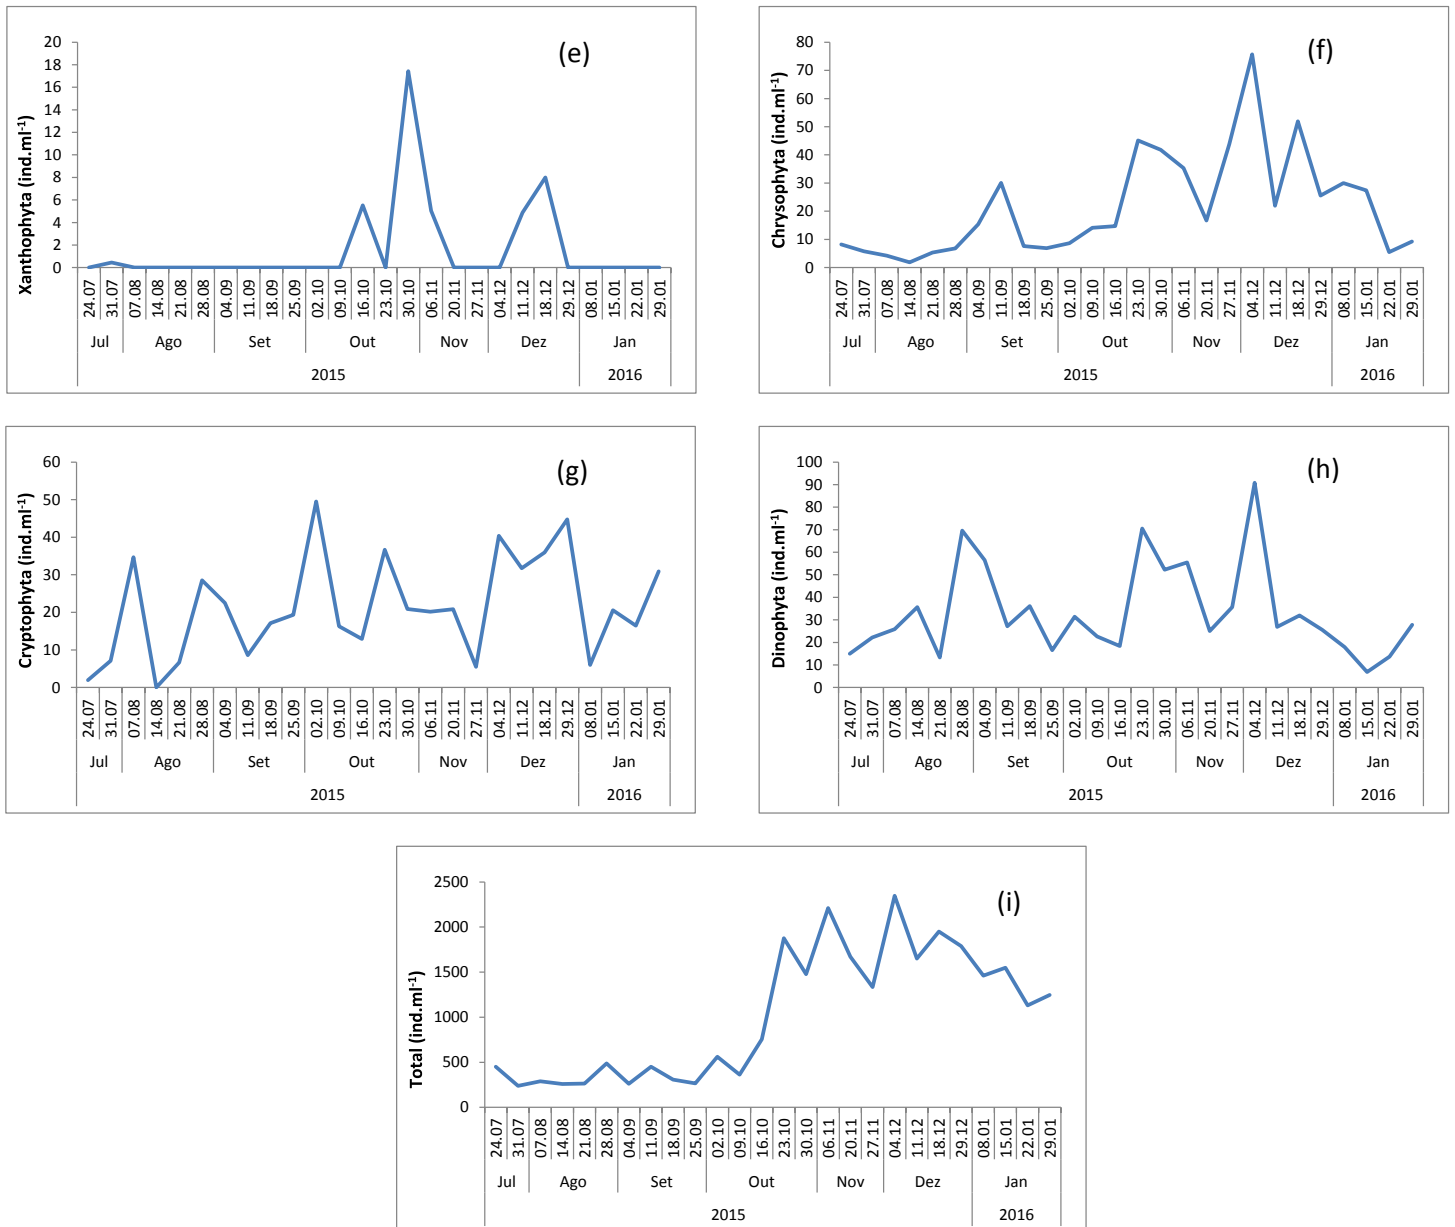 (e)
Xanthophyta (ind.ml⁻¹)
20
18
16
14
12
10
8
6
4
2
0
24.07 31.07 07.08 14.08 21.08 28.08 04.09 11.09 18.09 25.09 02.10 09.10 16.10 23.10 30.10 06.11 20.11 27.11 04.12 11.12 18.12 29.12 08.01 15.01 22.01 29.01
Jul Ago Set Out Nov Dez Jan
2015 2016
(f)
Chrysophyta (ind.ml⁻¹)
80
70
60
50
40
30
20
10
0
24.07 31.07 07.08 14.08 21.08 28.08 04.09 11.09 18.09 25.09 02.10 09.10 16.10 23.10 30.10 06.11 20.11 27.11 04.12 11.12 18.12 29.12 08.01 15.01 22.01 29.01
Jul Ago Set Out Nov Dez Jan
2015 2016
(g)
Cryptophyta (ind.ml⁻¹)
60
50
40
30
20
10
0
24.07 31.07 07.08 14.08 21.08 28.08 04.09 11.09 18.09 25.09 02.10 09.10 16.10 23.10 30.10 06.11 20.11 27.11 04.12 11.12 18.12 29.12 08.01 15.01 22.01 29.01
Jul Ago Set Out Nov Dez Jan
2015 2016
(h)
Dinophyta (ind.ml⁻¹)
100
90
80
70
60
50
40
30
20
10
0
24.07 31.07 07.08 14.08 21.08 28.08 04.09 11.09 18.09 25.09 02.10 09.10 16.10 23.10 30.10 06.11 20.11 27.11 04.12 11.12 18.12 29.12 08.01 15.01 22.01 29.01
Jul Ago Set Out Nov Dez Jan
2015 2016
(i)
Total (ind.ml⁻¹)
2500
2000
1500
1000
500
0
24.07 31.07 07.08 14.08 21.08 28.08 04.09 11.09 18.09 25.09 02.10 09.10 16.10 23.10 30.10 06.11 20.11 27.11 04.12 11.12 18.12 29.12 08.01 15.01 22.01 29.01
Jul Ago Set Out Nov Dez Jan
2015 2016